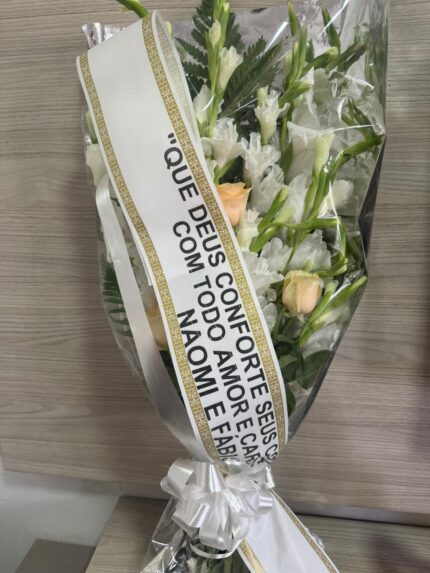 "QUE DEUS CONFORTE SEUS
COM TODO AMOR E
NAOMI E